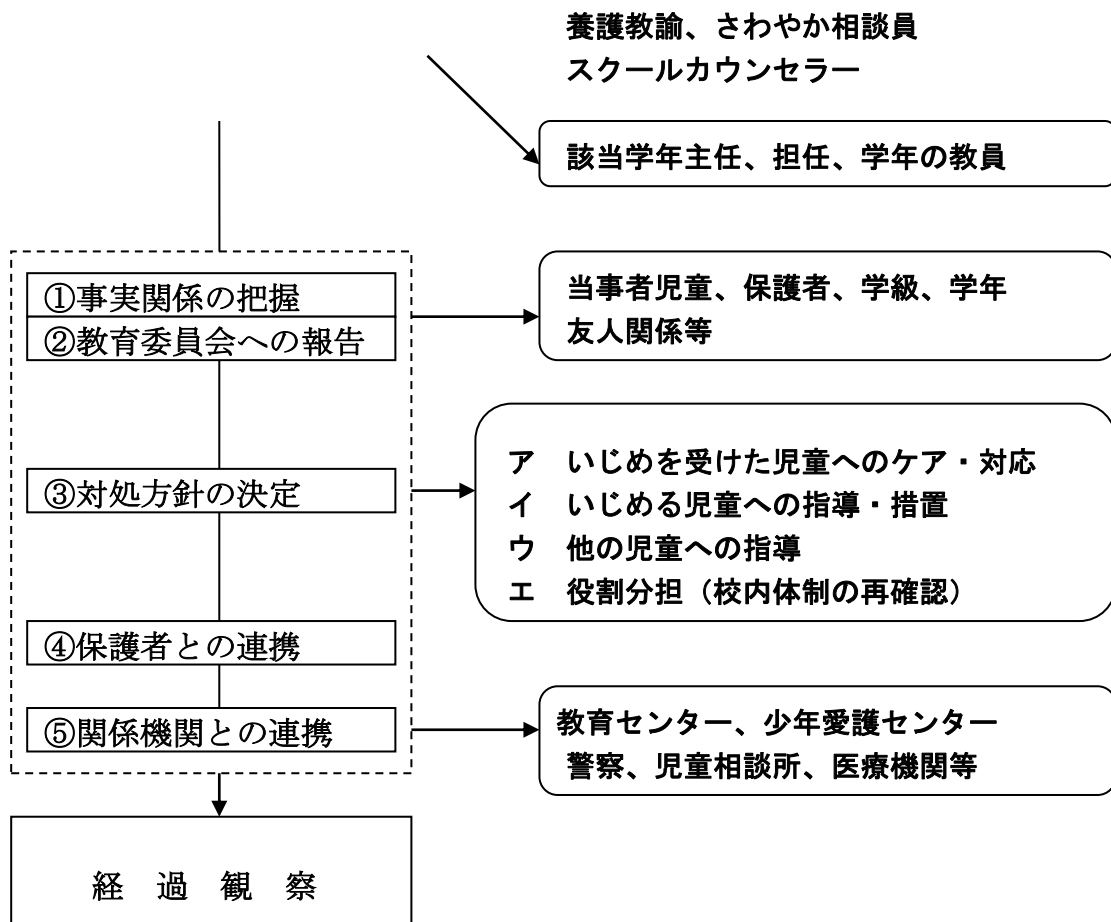 養護教諭、さわやか相談員
スクールカウンセラー
該当学年主任、担任、学年の教員
①事実関係の把握
②教育委員会への報告
当事者児童、保護者、学級、学年
友人関係等
③対処方針の決定
ア　いじめを受けた児童へのケア・対応
イ　いじめる児童への指導・措置
ウ　他の児童への指導
エ　役割分担（校内体制の再確認）
④保護者との連携
⑤関係機関との連携
教育センター、少年愛護センター
警察、児童相談所、医療機関等
経　過　観　察